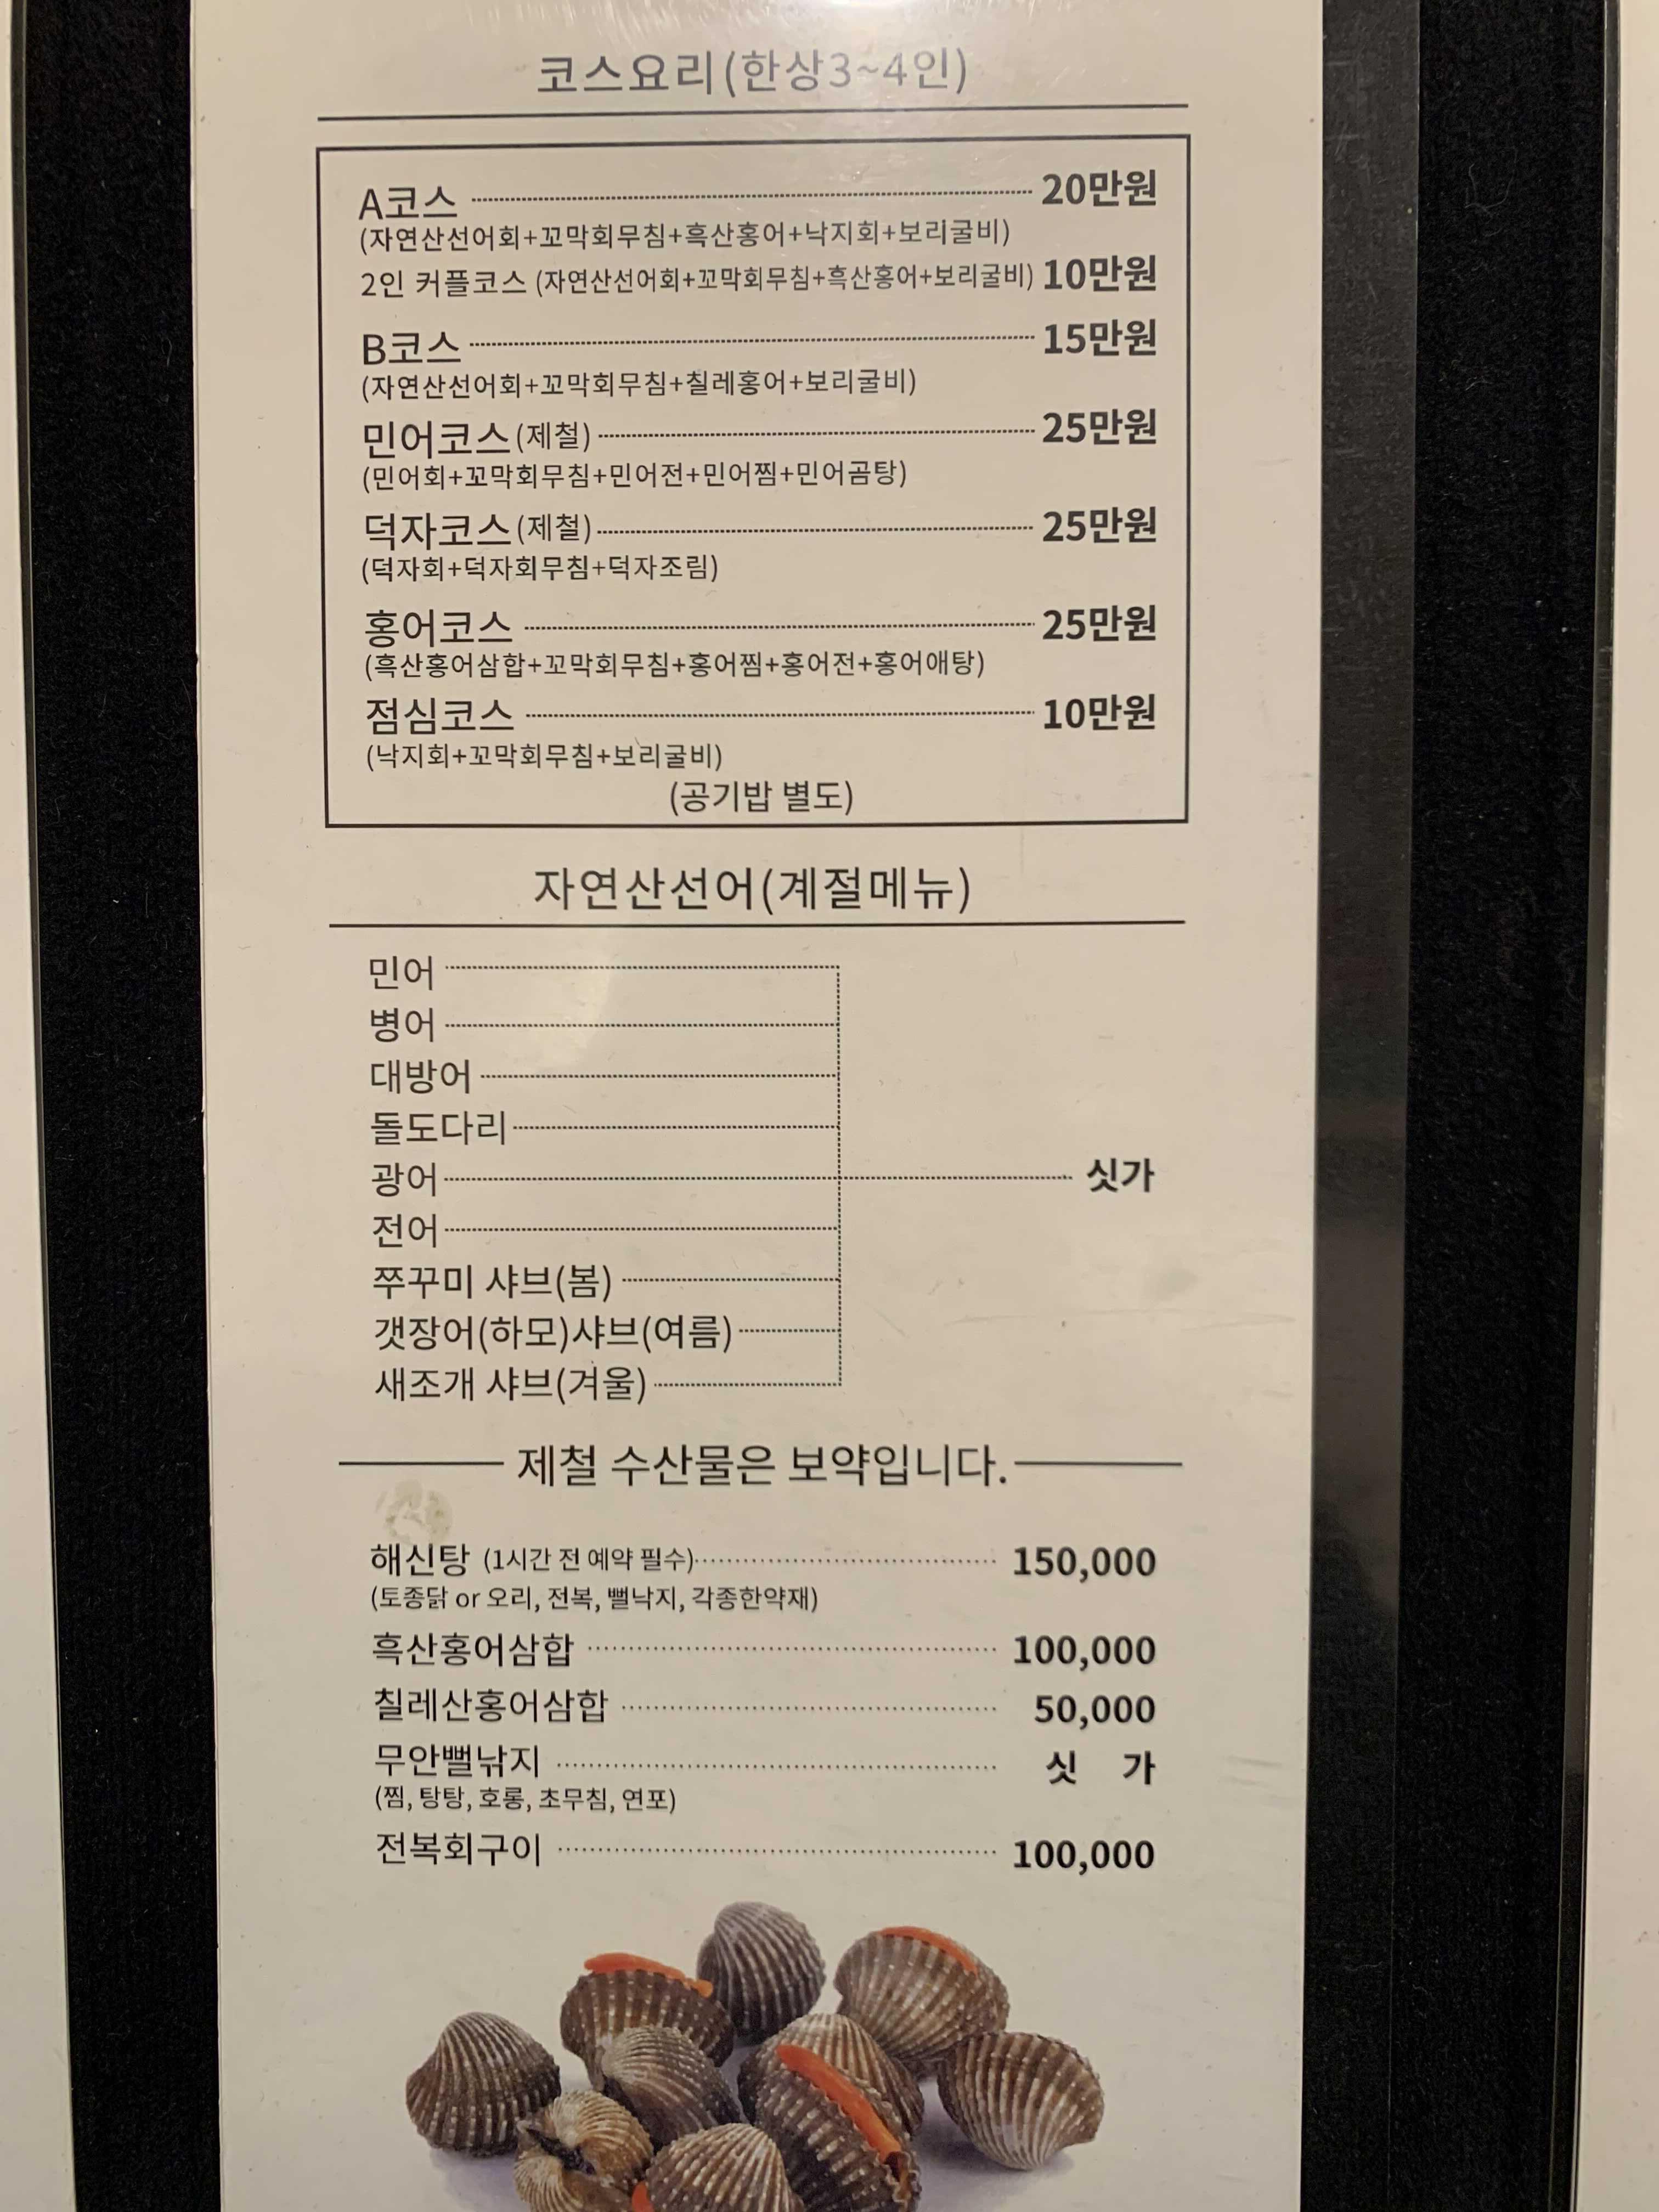 코스요리(한상3~4인)
A코스 20만원
(자연산선어회+꼬막회무침+흑산홍어+낙지회+보리굴비)
2인 커플코스 (자연산선어회+꼬막회무침+흑산홍어+보리굴비) 10만원
B코스 15만원
(자연산선어회+꼬막회무침+칠레홍어+보리굴비)
민어코스(제철) 25만원
(민어회+꼬막회무침+민어전+민어찜+민어곰탕)
덕자코스(제철) 25만원
(덕자회+덕자회무침+덕자조림)
홍어코스 25만원
(흑산홍어삼합+꼬막회무침+홍어찜+홍어전+홍어애탕)
점심코스 10만원
(낙지회+꼬막회무침+보리굴비)
(공기밥 별도)
자연산선어(계절메뉴)
민어
병어
대방어
돌도다리
광어 싯가
전어
쭈꾸미 샤브(봄)
갯장어(하모)샤브(여름)
새조개 샤브(겨울)
제철 수산물은 보약입니다.
해신탕 (1시간 전 예약 필수) 150,000
(토종닭 or 오리, 전복, 뻘낙지, 각종한약재)
흑산홍어삼합 100,000
칠레산홍어삼합 50,000
무안뻘낚지 싯 가
(찜, 탕탕, 호롱, 초무침, 연포)
전복회구이 100,000